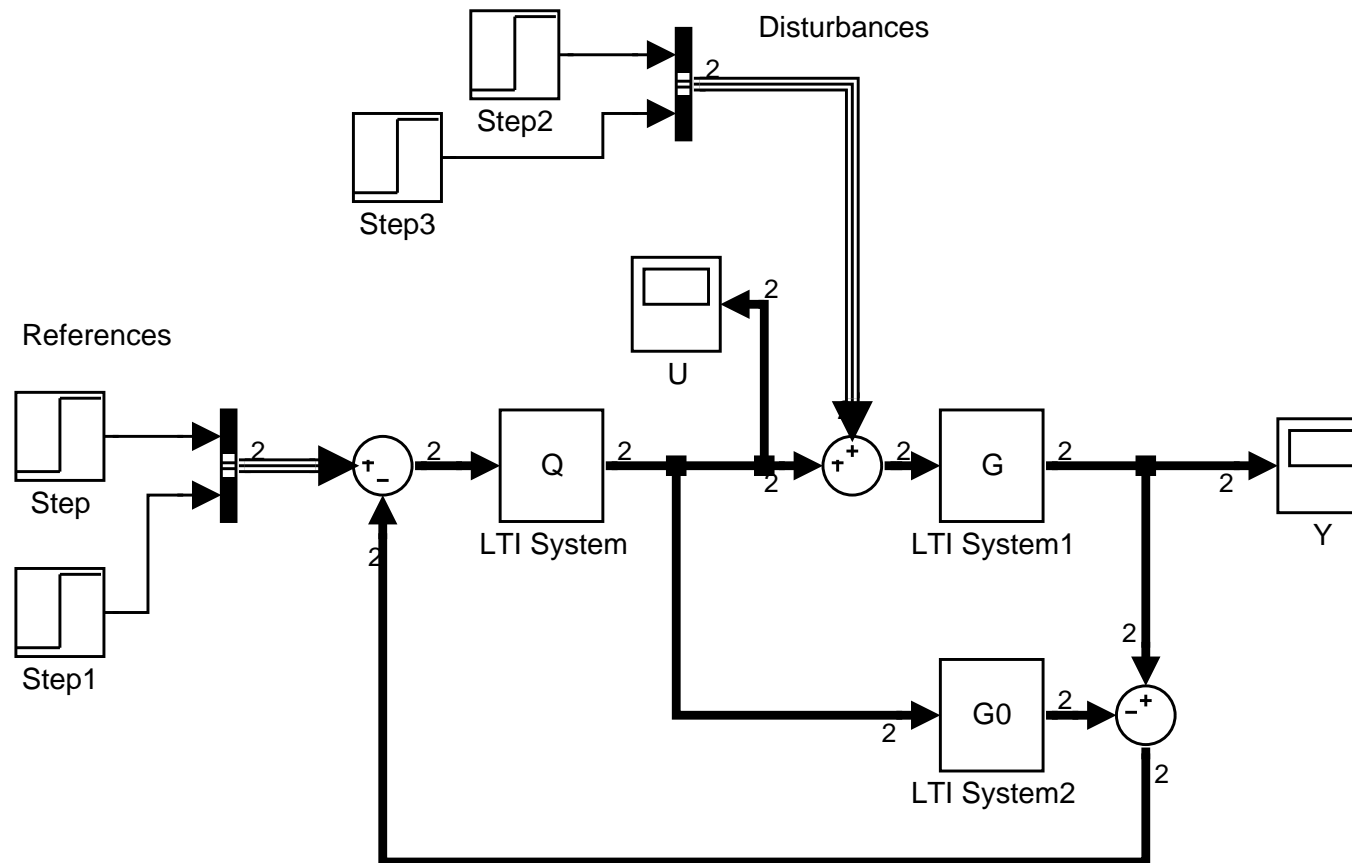 Disturbances
2
Step2
Step3
2
U
References
2
Step
Step1
2
+
−
2
Q
LTI System
2
2
+
+
2
G
LTI System1
2
2
Y
2
2
G0
LTI System2
2
+
−
2